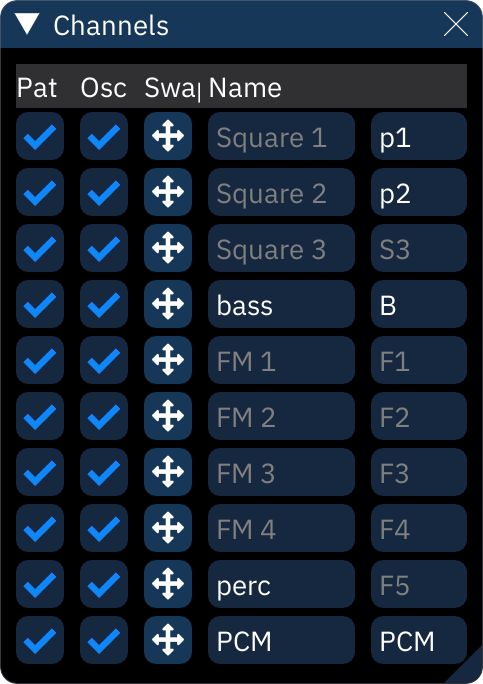 Channels
Pat Osc Swap Name
Square 1 p1
Square 2 p2
Square 3 S3
bass B
FM 1 F1
FM 2 F2
FM 3 F3
FM 4 F4
perc F5
PCM PCM